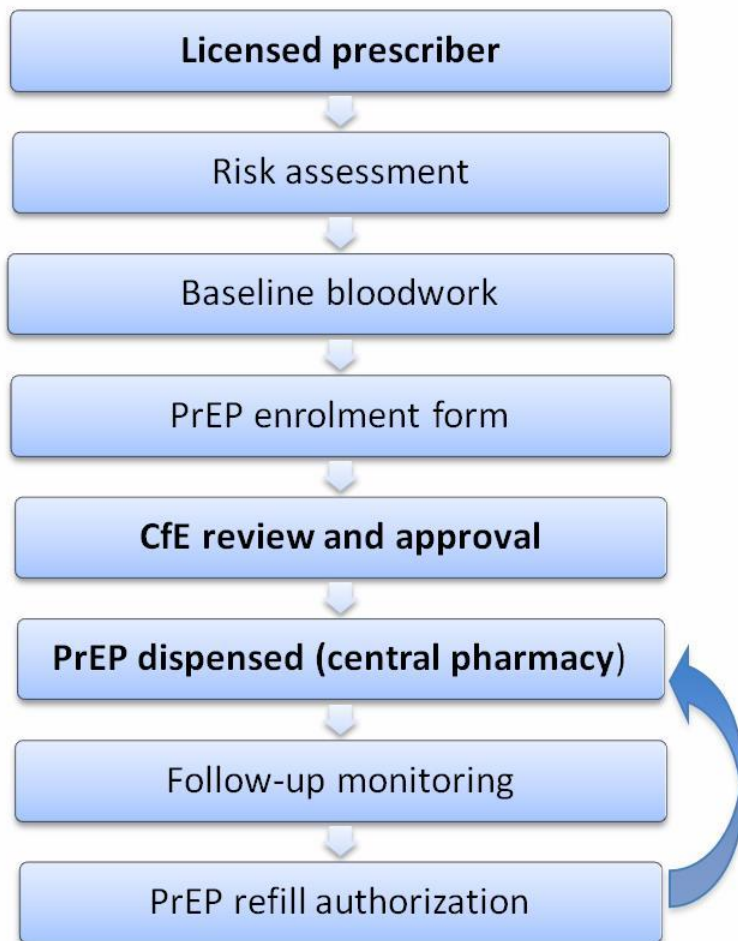 Licensed prescriber
Risk assessment
Baseline bloodwork
PrEP enrolment form
CfE review and approval
PrEP dispensed (central pharmacy)
Follow-up monitoring
PrEP refill authorization